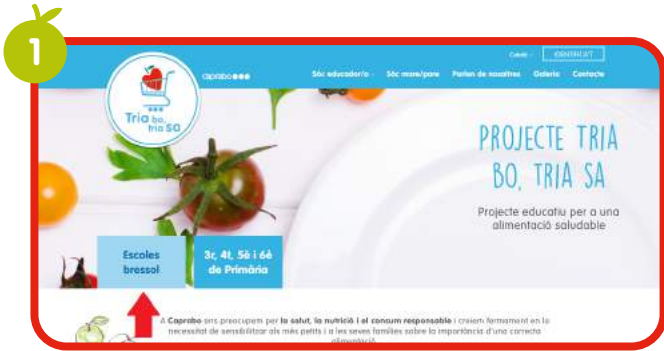 1
Català
IDENTIFICA'T
caprabo
Sóc educador/a
Sóc mare/pare
Parlen de nosaltres
Galeria
Contacte
Tria bo,
tria sa
PROJECTE TRIA
BO, TRIA SA
Projecte educatiu per a una
alimentació saludable
Escoles
bressol
3r, 4t, 5è i 6è
de Primària
A Caprabo ens preocupem per la salut, la nutrició i el consum responsable i creiem fermament en la
necessitat de sensibilitzar als més petits i a les seves famílies sobre la importància d'una correcta
alimentació